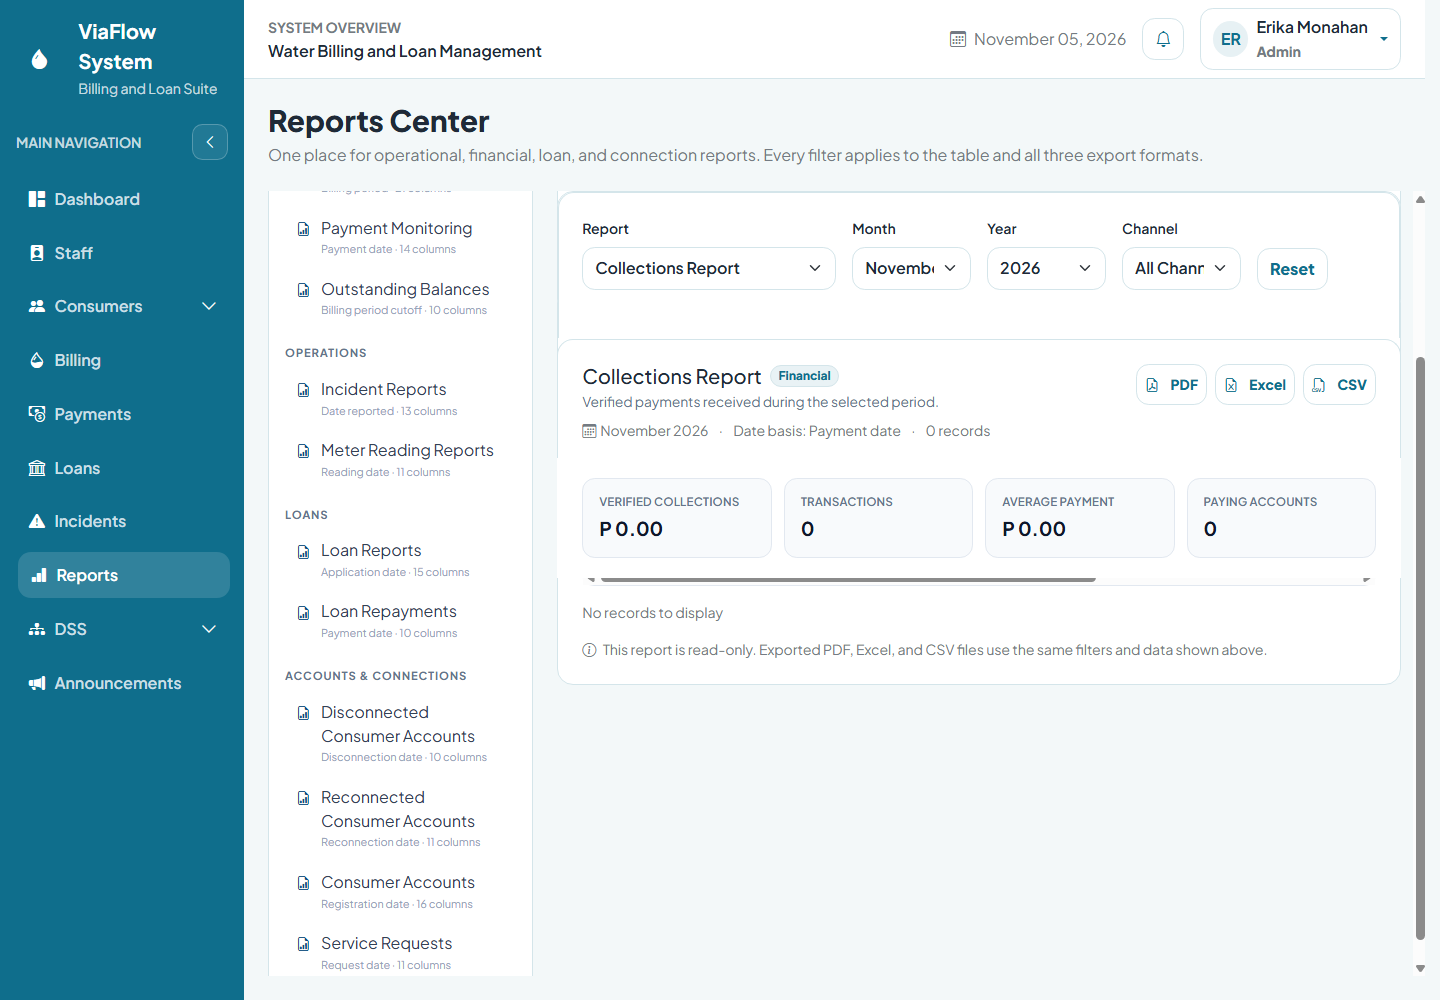 ViaFlow
System
Billing and Loan Suite
MAIN NAVIGATION
Dashboard
Staff
Consumers
Billing
Payments
Loans
Incidents
Reports
DSS
Announcements
SYSTEM OVERVIEW
Water Billing and Loan Management
November 05, 2026
ER
Erika Monahan
Admin
Reports Center
One place for operational, financial, loan, and connection reports. Every filter applies to the table and all three export formats.
Payment Monitoring
Payment date · 14 columns
Outstanding Balances
Billing period cutoff · 10 columns
OPERATIONS
Incident Reports
Date reported · 13 columns
Meter Reading Reports
Reading date · 11 columns
LOANS
Loan Reports
Application date · 15 columns
Loan Repayments
Payment date · 10 columns
ACCOUNTS & CONNECTIONS
Disconnected
Consumer Accounts
Disconnection date · 10 columns
Reconnected
Consumer Accounts
Reconnection date · 11 columns
Consumer Accounts
Registration date · 16 columns
Service Requests
Request date · 11 columns
Report
Month
Year
Channel
Collections Report
Novembe
2026
All Chanr
Reset
Collections Report
Financial
PDF
Excel
CSV
Verified payments received during the selected period.
November 2026 · Date basis: Payment date · 0 records
VERIFIED COLLECTIONS
P 0.00
TRANSACTIONS
0
AVERAGE PAYMENT
P 0.00
PAYING ACCOUNTS
0
No records to display
This report is read-only. Exported PDF, Excel, and CSV files use the same filters and data shown above.